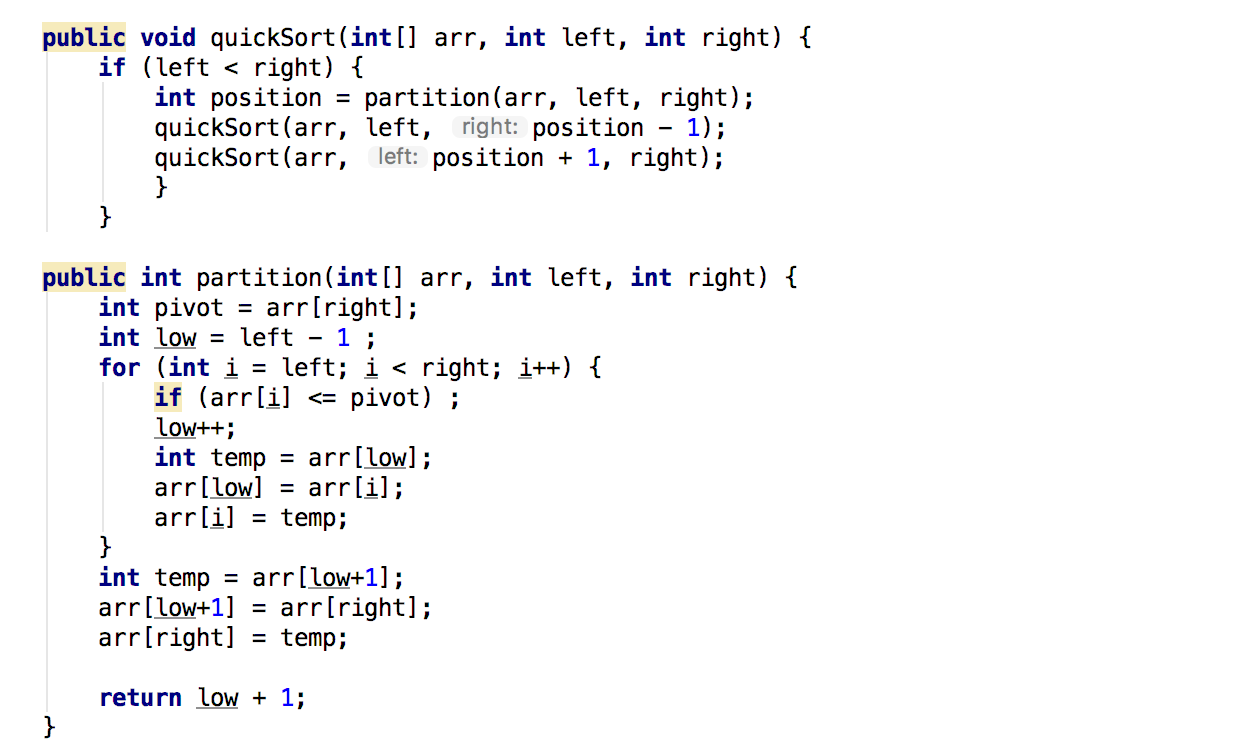 public void quickSort(int[] arr, int left, int right) {
    if (left < right) {
        int position = partition(arr, left, right);
        quickSort(arr, left, right: position - 1);
        quickSort(arr, left: position + 1, right);
        }
    }

public int partition(int[] arr, int left, int right) {
    int pivot = arr[right];
    int low = left - 1 ;
    for (int i = left; i < right; i++) {
        if (arr[i] <= pivot) ;
        low++;
        int temp = arr[low];
        arr[low] = arr[i];
        arr[i] = temp;
    }
    int temp = arr[low+1];
    arr[low+1] = arr[right];
    arr[right] = temp;

    return low + 1;
}